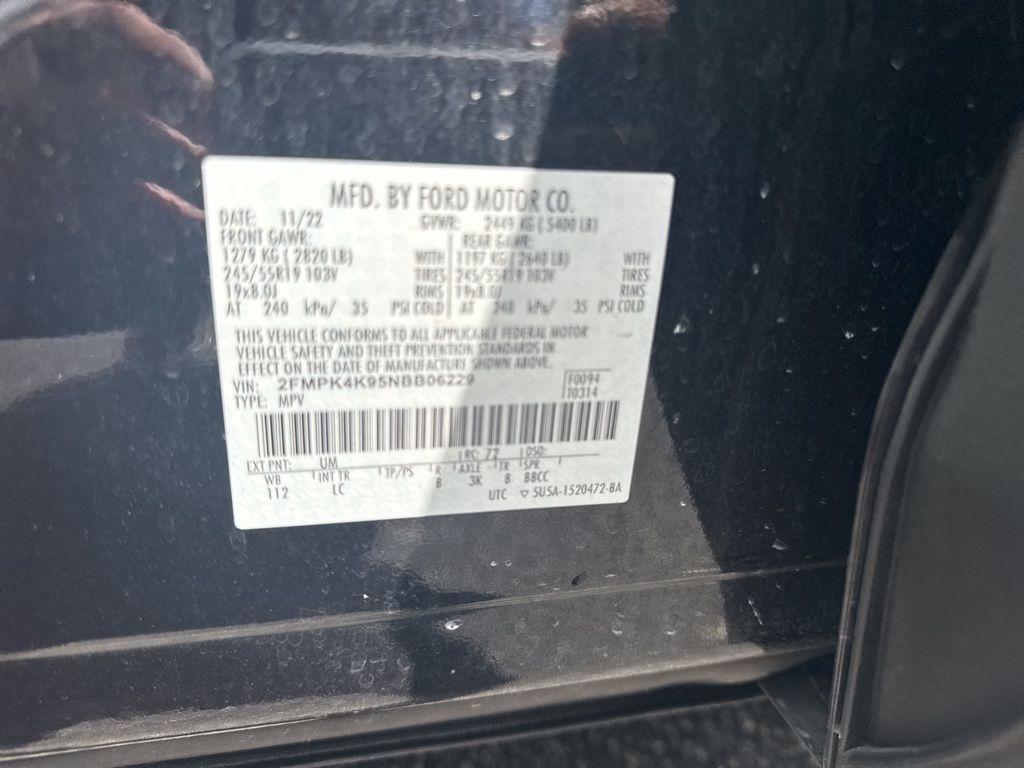 MFD. BY FORD MOTOR CO.
DATE: 11/22 GVWR: 2449 KG ( 5400 LB)
FRONT GAWR: REAR GAWR:
1279 KG ( 2820 LB) WITH 1197 KG ( 2640 LB) WITH
245/55R19 103V TIRES 245/55R19 103V TIRES
19x8.0J RIMS 19x8.0J RIMS
AT 240 kPa/ 35 PSI COLD AT 240 kPa/ 35 PSI COLD
THIS VEHICLE CONFORMS TO ALL APPLICABLE FEDERAL MOTOR
VEHICLE SAFETY AND THEFT PREVENTION STANDARDS IN
EFFECT ON THE DATE OF MANUFACTURE SHOWN ABOVE.
VIN: 2FMPK4K95NBB06229 F0094
TYPE: MPV T0314
EXT PNT: UM RC: 72 DSO:
WB INT TR TP/PS R AXLE TR SPR
112 LC B 3K B BBCC
UTC ▽ 5U5A-1520472-BA